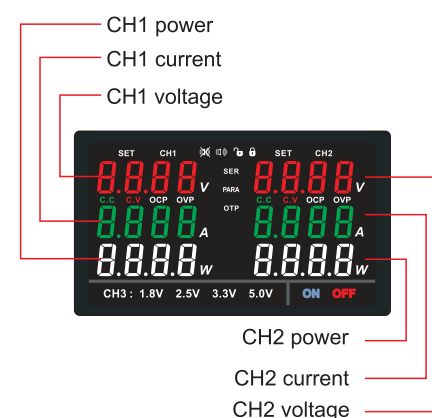 CH1 power
CH1 current
CH1 voltage
SET CH1 SET CH2
8.8.8.8 V SER 8.8.8.8 V
PARA
C.C C.V OCP OVP C.C C.V OCP OVP
8.8.8.8 A OTP 8.8.8.8 A
8.8.8.8 W 8.8.8.8 W
CH3 : 1.8V 2.5V 3.3V 5.0V ON OFF
CH2 power
CH2 current
CH2 voltage